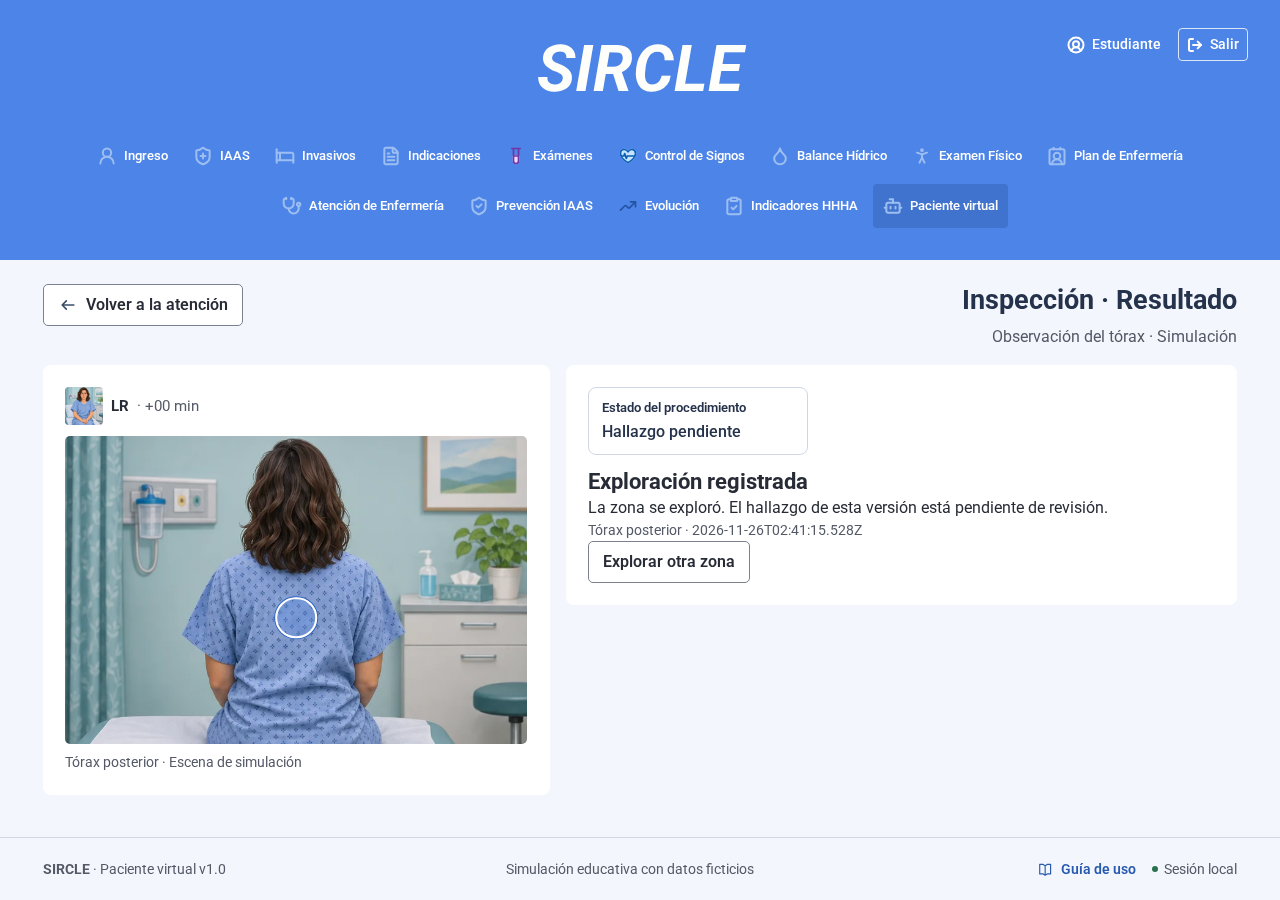 SIRCLE
Estudiante
Salir
Ingreso
IAAS
Invasivos
Indicaciones
Exámenes
Control de Signos
Balance Hídrico
Examen Físico
Plan de Enfermería
Atención de Enfermería
Prevención IAAS
Evolución
Indicadores HHHA
Paciente virtual
Volver a la atención
Inspección · Resultado
Observación del tórax · Simulación
LR · +00 min
Tórax posterior · Escena de simulación
Estado del procedimiento
Hallazgo pendiente
Exploración registrada
La zona se exploró. El hallazgo de esta versión está pendiente de revisión.
Tórax posterior · 2026-11-26T02:41:15.528Z
Explorar otra zona
SIRCLE · Paciente virtual v1.0
Simulación educativa con datos ficticios
Guía de uso
Sesión local